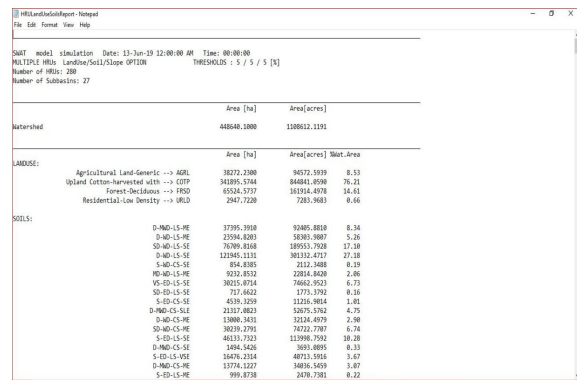 HRULandUseSoilsReport - Notepad
File Edit Format View Help
SWAT model simulation Date: 13-Jun-19 12:00:00 AM Time: 00:00:00
MULTIPLE HRUs LandUse/Soil/Slope OPTION THRESHOLDS : 5 / 5 / 5 [%]
Number of HRUs: 280
Number of Subbasins: 27
Area [ha] Area[acres]
Watershed 448640.1000 1108612.1191
Area [ha] Area[acres] %Wat.Area
LANDUSE:
Agricultural Land-Generic --> AGRL 38272.2300 94572.5939 8.53
Upland Cotton-harvested with --> COTP 341895.5744 844841.0590 76.21
Forest-Deciduous --> FRSD 65524.5737 161914.4978 14.61
Residential-Low Density --> URLD 2947.7220 7283.9683 0.66
SOILS:
D-MWD-LS-ME 37395.3910 92405.8810 8.34
D-WD-LS-ME 23594.8203 58303.9807 5.26
SD-WD-LS-SE 76709.8168 189553.7928 17.10
D-WD-LS-SE 121945.1131 301332.4717 27.18
S-WD-CS-SE 854.8385 2112.3488 0.19
MD-WD-LS-ME 9232.8532 22814.8420 2.06
VS-ED-LS-SE 30215.0714 74662.9523 6.73
SD-ED-LS-SE 717.6622 1773.3792 0.16
S-ED-CS-SE 4539.3259 11216.9014 1.01
D-MWD-CS-SLE 21317.0823 52675.5762 4.75
D-WD-CS-ME 13000.3431 32124.4979 2.90
SD-WD-CS-ME 30239.2791 74722.7707 6.74
S-ED-LS-SE 46133.7323 113998.7592 10.28
D-MWD-CS-SE 1494.5426 3693.0895 0.33
S-ED-LS-VSE 16476.2314 40713.5916 3.67
D-MWD-CS-ME 13774.1227 34036.5459 3.07
S-ED-LS-ME 999.8738 2470.7381 0.22